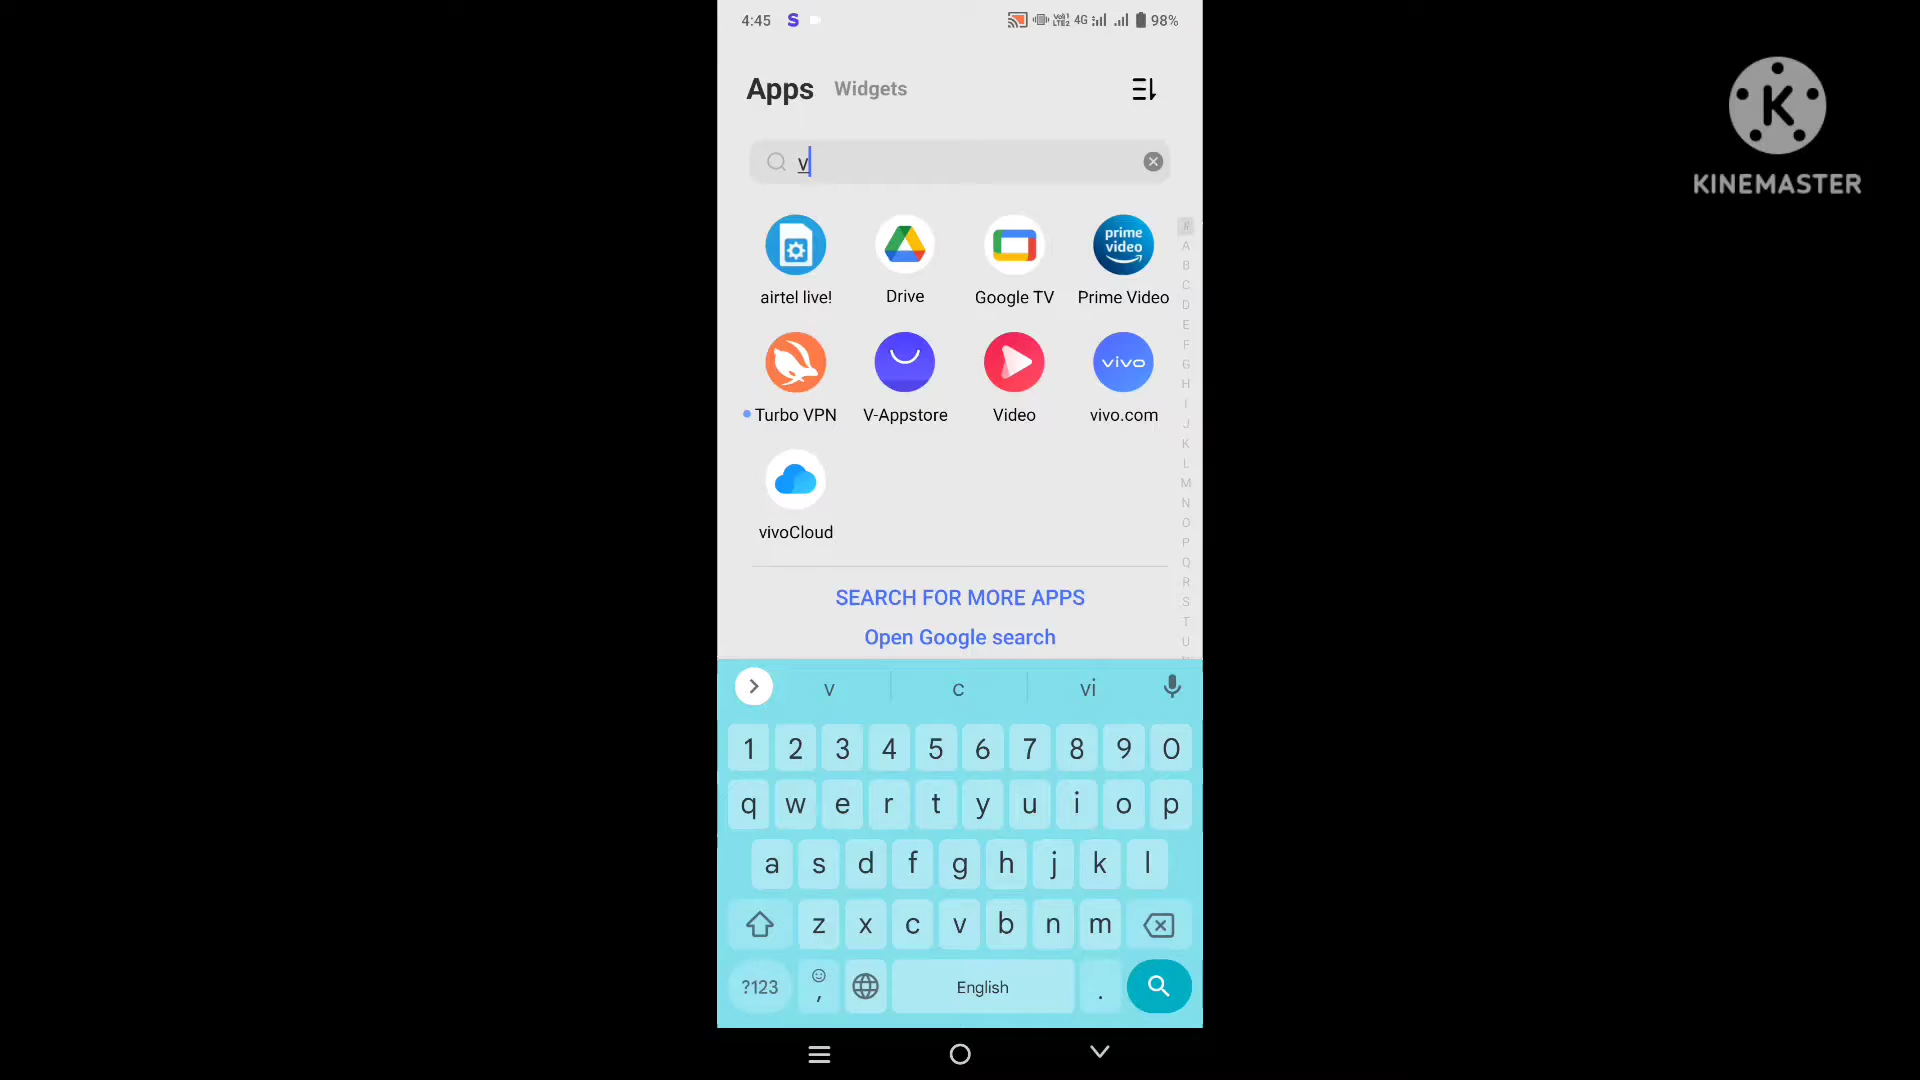 4:45 S VoLTE2 4G 98%
Apps Widgets
K
KINEMASTER
v
prime video
airtel live! Drive Google TV Prime Video
vivo
Turbo VPN V-Appstore Video vivo.com
vivoCloud
#
A
B
C
D
E
F
G
H
I
J
K
L
M
N
O
P
Q
R
S
T
U
SEARCH FOR MORE APPS
Open Google search
v c vi
1 2 3 4 5 6 7 8 9 0
q w e r t y u i o p
a s d f g h j k l
z x c v b n m
?123 , English .